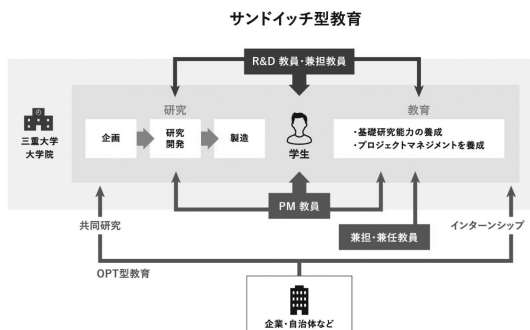 サンドイッチ型教育
R&D 教員・兼担教員
研究
教育
三重大学
大学院
企画
研究
開発
製造
学生
・基礎研究能力の養成
・プロジェクトマネジメントを養成
PM 教員
共同研究
兼担・兼任教員
インターンシップ
OPT型教育
企業・自治体など